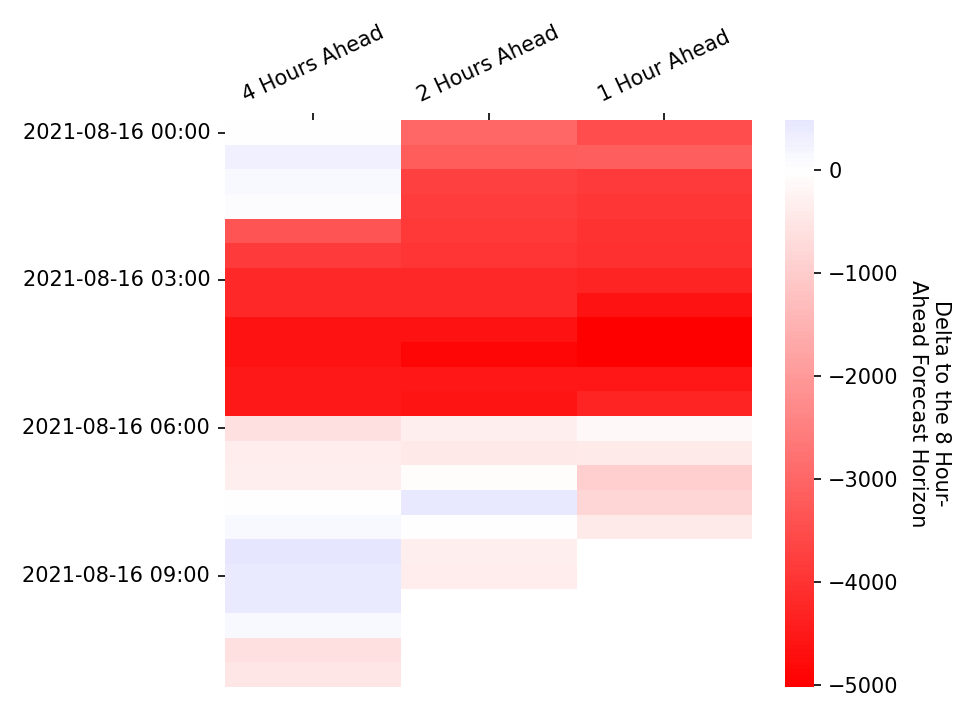 4 Hours Ahead
2 Hours Ahead
1 Hour Ahead
2021-08-16 00:00
2021-08-16 03:00
2021-08-16 06:00
2021-08-16 09:00
0
−1000
−2000
−3000
−4000
−5000
Delta to the 8 Hour-
Ahead Forecast Horizon